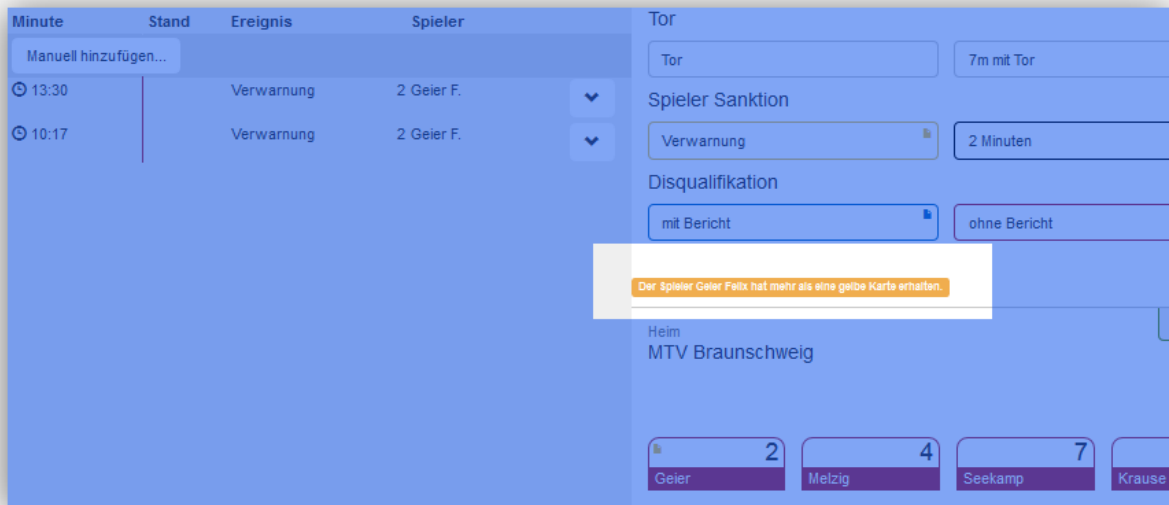 Minute Stand Ereignis Spieler
Manuell hinzufügen...
13:30 Verwarnung 2 Geier F.
10:17 Verwarnung 2 Geier F.
Tor
Tor 7m mit Tor
Spieler Sanktion
Verwarnung 2 Minuten
Disqualifikation
mit Bericht ohne Bericht
Der Spieler Geier Felix hat mehr als eine gelbe Karte erhalten.
Heim
MTV Braunschweig
2 4 7
Geier Melzig Seekamp Krause